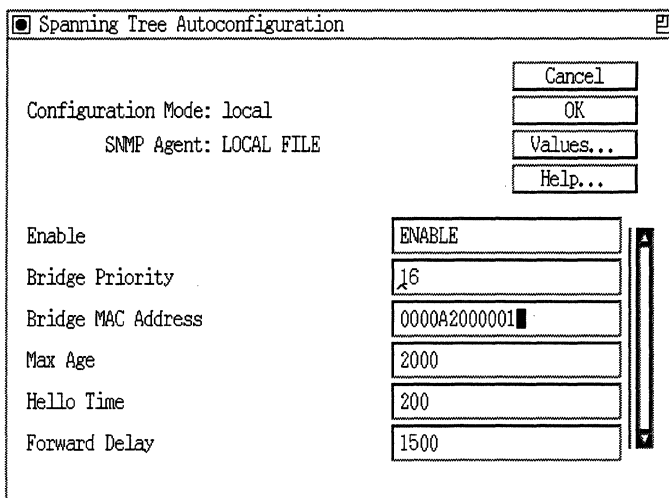 Spanning Tree Autoconfiguration
Cancel
Configuration Mode: local
OK
SNMP Agent: LOCAL FILE
Values...
Help...
Enable
ENABLE
Bridge Priority
16
Bridge MAC Address
0000A2000001
Max Age
2000
Hello Time
200
Forward Delay
1500